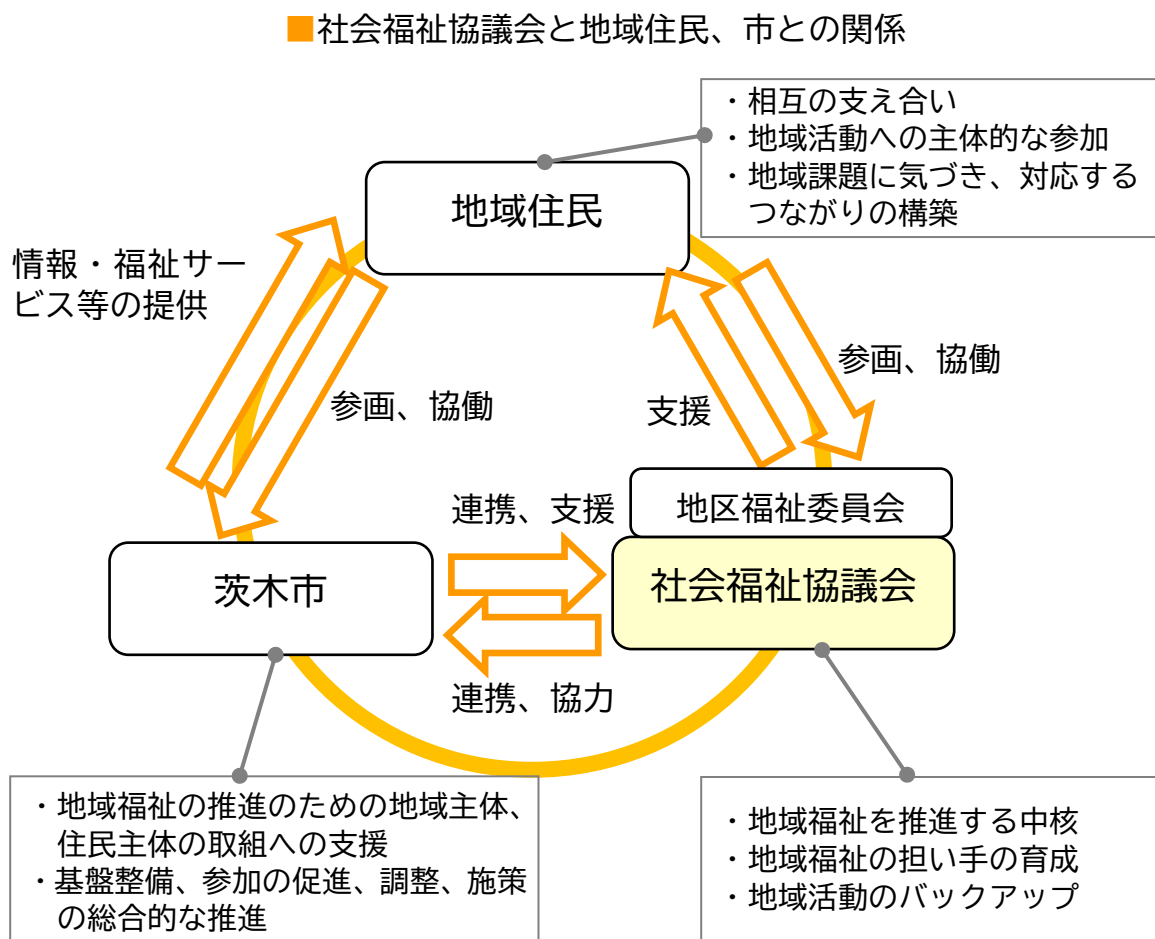 ■社会福祉協議会と地域住民、市との関係
・相互の支え合い
・地域活動への主体的な参加
・地域課題に気づき、対応する
つながりの構築
地域住民
情報・福祉サー
ビス等の提供
参画、協働
参画、協働
支援
連携、支援
地区福祉委員会
茨木市
社会福祉協議会
連携、協力
・地域福祉の推進のための地域主体、
住民主体の取組への支援
・基盤整備、参加の促進、調整、施策
の総合的な推進
・地域福祉を推進する中核
・地域福祉の担い手の育成
・地域活動のバックアップ